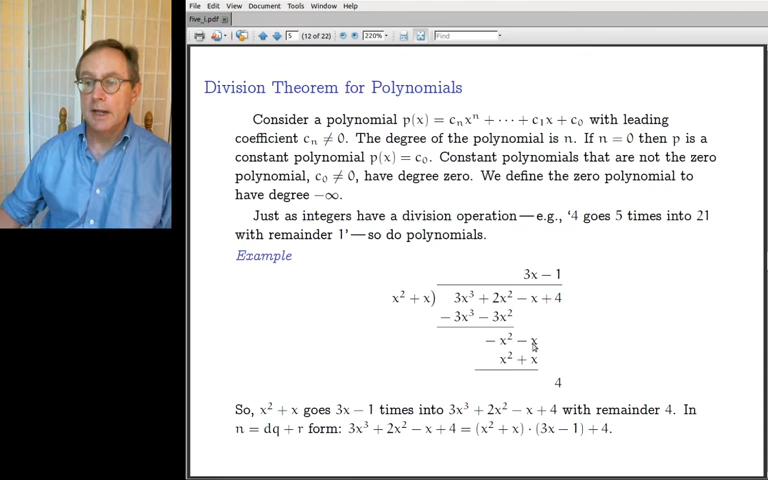 File Edit View Document Tools Window Help
five_i.pdf
5 (12 of 22) 220% Find
Division Theorem for Polynomials
Consider a polynomial p(x) = cₙxⁿ + ··· + c₁x + c₀ with leading
coefficient cₙ ≠ 0. The degree of the polynomial is n. If n = 0 then p is a
constant polynomial p(x) = c₀. Constant polynomials that are not the zero
polynomial, c₀ ≠ 0, have degree zero. We define the zero polynomial to
have degree −∞.
Just as integers have a division operation—e.g., ‘4 goes 5 times into 21
with remainder 1’—so do polynomials.
Example
3x − 1
x² + x) 3x³ + 2x² − x + 4
− 3x³ − 3x²
− x² − x
x² + x
4
So, x² + x goes 3x − 1 times into 3x³ + 2x² − x + 4 with remainder 4. In
n = dq + r form: 3x³ + 2x² − x + 4 = (x² + x) · (3x − 1) + 4.